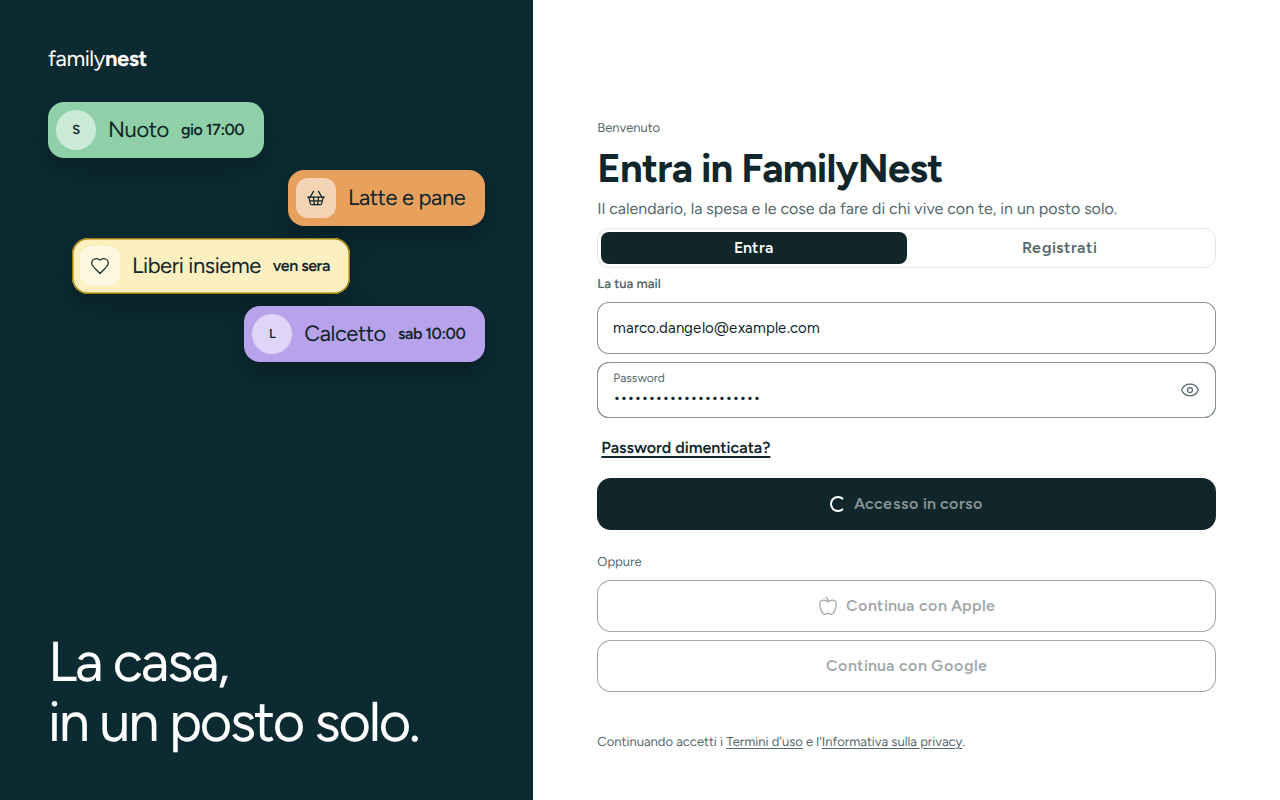 familynest
S Nuoto gio 17:00
Latte e pane
Liberi insieme ven sera
L Calcetto sab 10:00
La casa,
in un posto solo.
Benvenuto
Entra in FamilyNest
Il calendario, la spesa e le cose da fare di chi vive con te, in un posto solo.
Entra Registrati
La tua mail
marco.dangelo@example.com
Password
•••••••••••••••••••••
Password dimenticata?
Accesso in corso
Oppure
Continua con Apple
Continua con Google
Continuando accetti i Termini d'uso e l'Informativa sulla privacy.